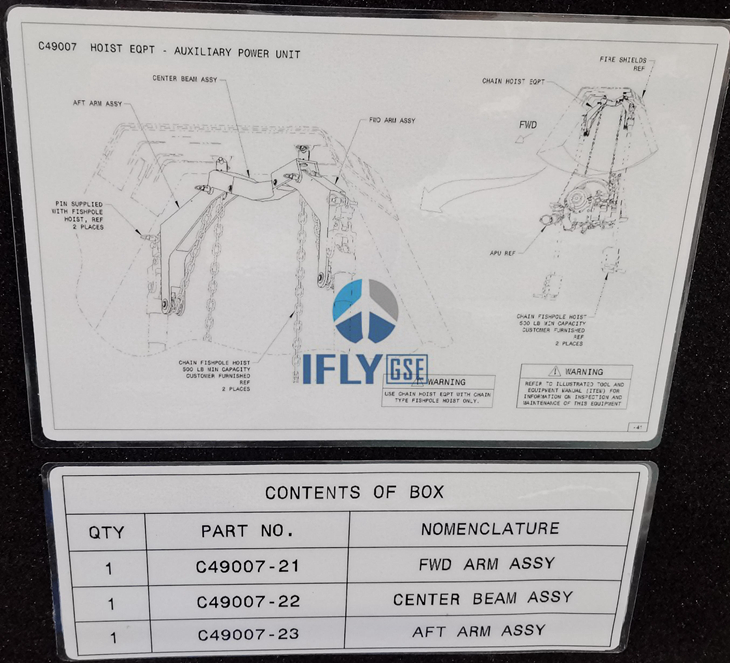 C49007 HOIST EQPT - AUXILIARY POWER UNIT
CENTER BEAM ASSY
AFT ARM ASSY
FWD ARM ASSY
PIN SUPPLIED
WITH FISHPOLE
HOIST, REF
2 PLACES
CHAIN FISHPOLE HOIST
500 LB MIN CAPACITY
CUSTOMER FURNISHED
REF
2 PLACES
FIRE SHIELDS
REF
CHAIN HOIST EQPT
FWD
APU REF
CHAIN FISHPOLE HOIST
LB MIN CAPACITY
CUSTOMER FURNISHED
REF
2 PLACES
IFLY GSE
WARNING
USE CHAIN HOIST EQPT WITH CHAIN
TYPE FISHPOLE HOIST ONLY.
WARNING
REFER TO ILLUSTRATED TOOL AND
EQUIPMENT MANUAL (ITEM) FOR
INFORMATION ON INSPECTION AND
MAINTENANCE OF THIS EQUIPMENT
CONTENTS OF BOX
QTY PART NO. NOMENCLATURE
1 C49007-21 FWD ARM ASSY
1 C49007-22 CENTER BEAM ASSY
1 C49007-23 AFT ARM ASSY